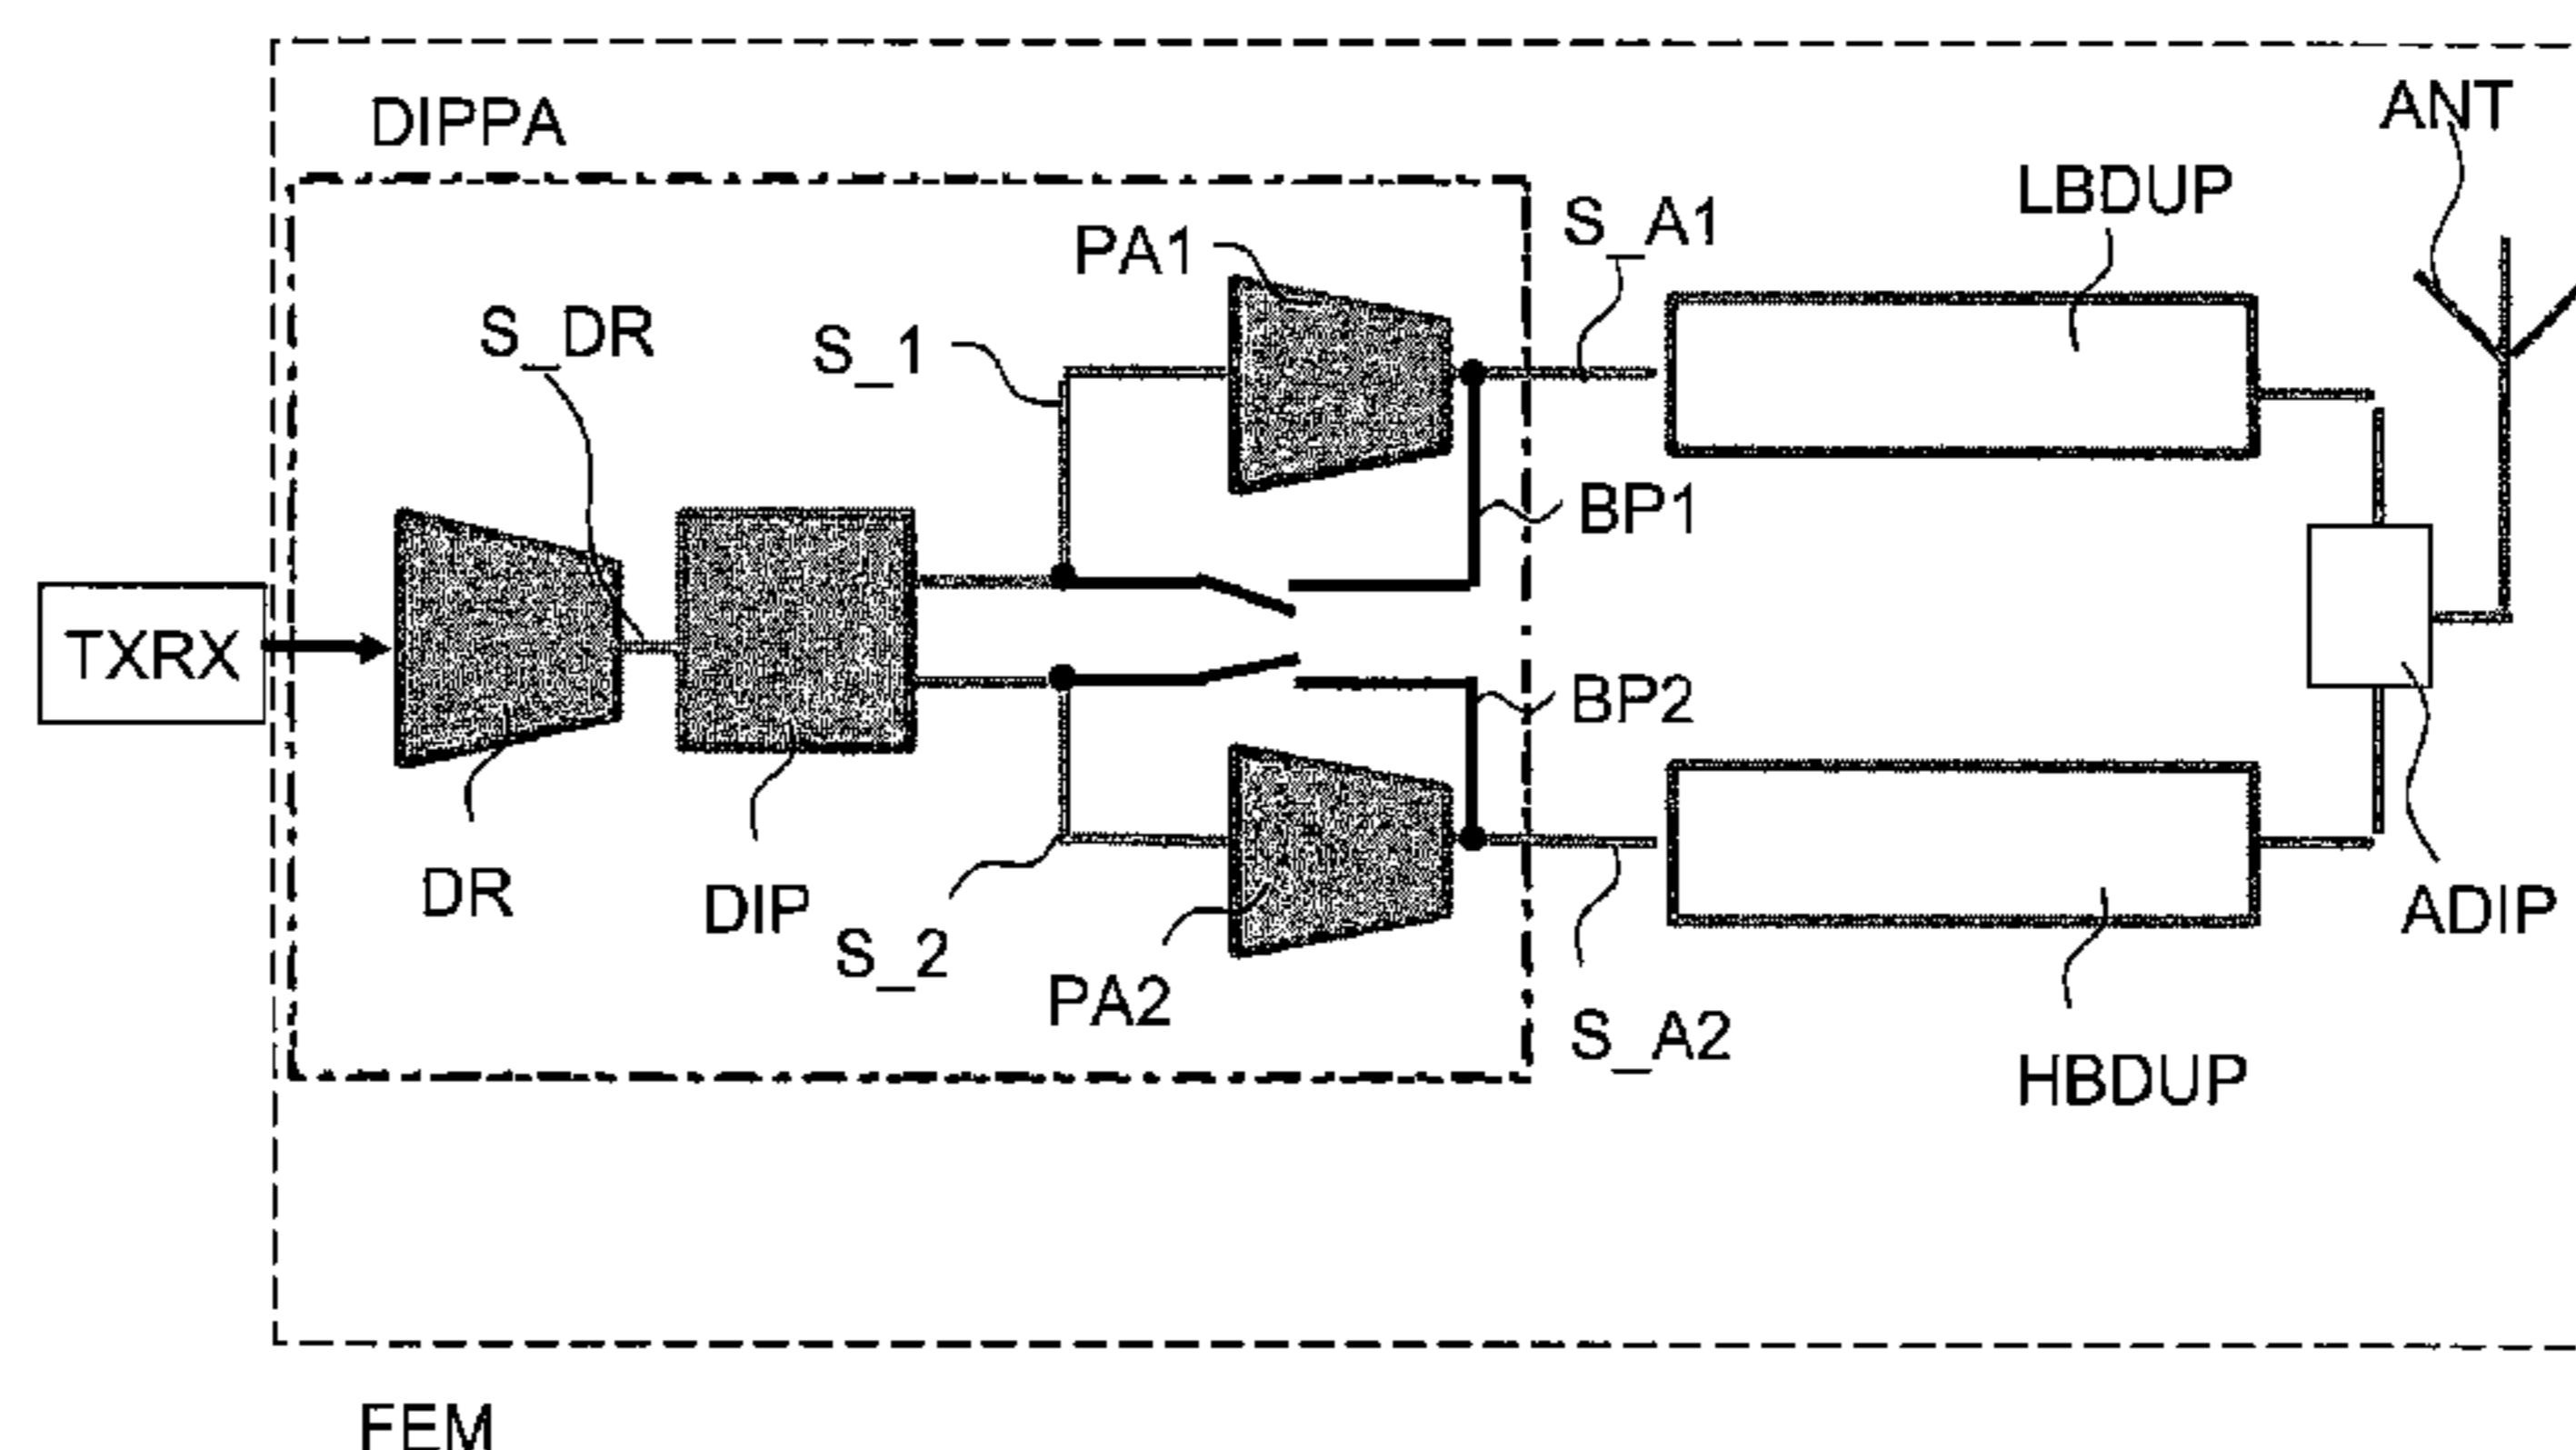 DIPPA
ANT
LBDUP
S_A1
PA1
S_DR
S_1
BP1
TXRX
BP2
DR
DIP
S_2
ADIP
PA2
S_A2
HBDUP
FEM